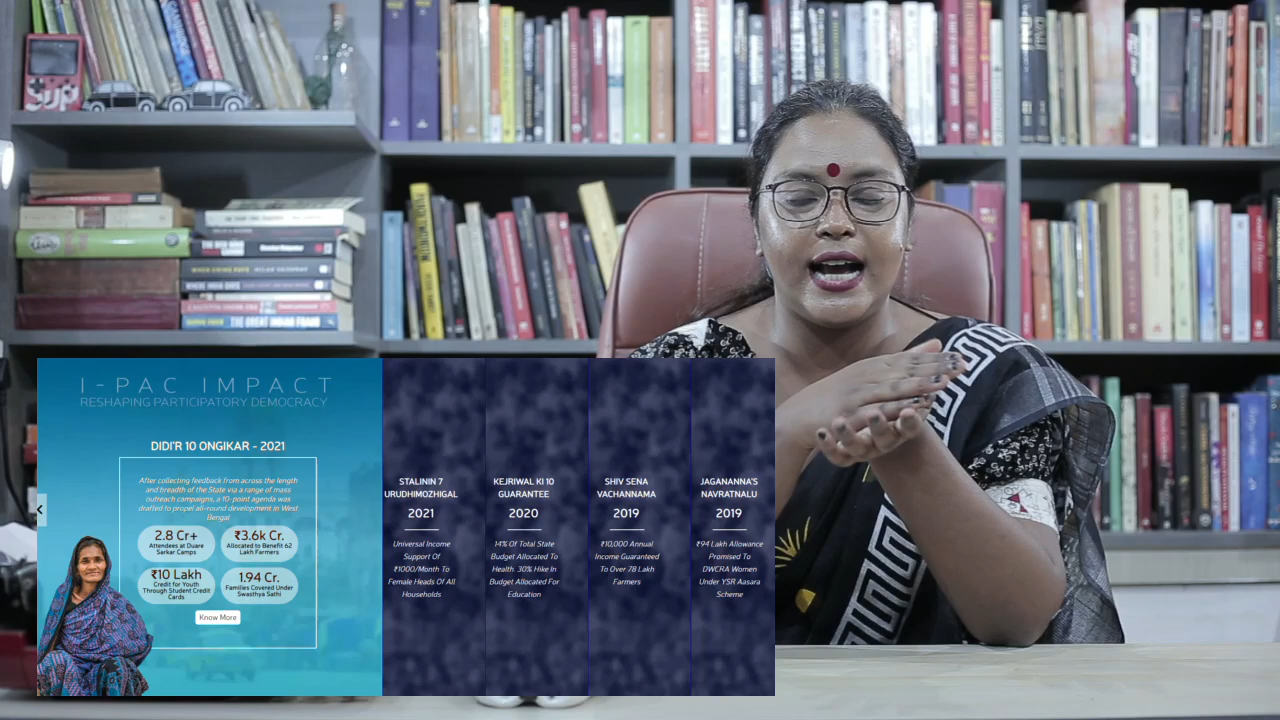 Sup
THE GREAT INDIAN FRAUD
I-PAC IMPACT
RESHAPING PARTICIPATORY DEMOCRACY
DIDI'R 10 ONGIKAR - 2021
After collecting feedback from across the length
and breadth of the State via a range of mass
outreach campaigns, a 10-point agenda was
drafted to propel all-round development in West
Bengal
2.8 Cr+
Attendees at Duare
Sarkar Camps
₹3.6k Cr.
Allocated to Benefit 62
Lakh Farmers
₹10 Lakh
Credit for Youth
Through Student Credit
Cards
1.94 Cr.
Families Covered Under
Swasthya Sathi
Know More
STALININ 7
URUDHIMOZHIGAL
2021
Universal Income
Support Of
₹1000/Month To
Female Heads Of All
Households
KEJRIWAL KI 10
GUARANTEE
2020
14% Of Total State
Budget Allocated To
Health 30% Hike In
Budget Allocated For
Education
SHIV SENA
VACHANNAMA
2019
₹10,000 Annual
Income Guaranteed
To Over 78 Lakh
Farmers
JAGANANNA'S
NAVRATNALU
2019
₹94 Lakh Allowance
Promised To
DWCRA Women
Under YSR Aasara
Scheme